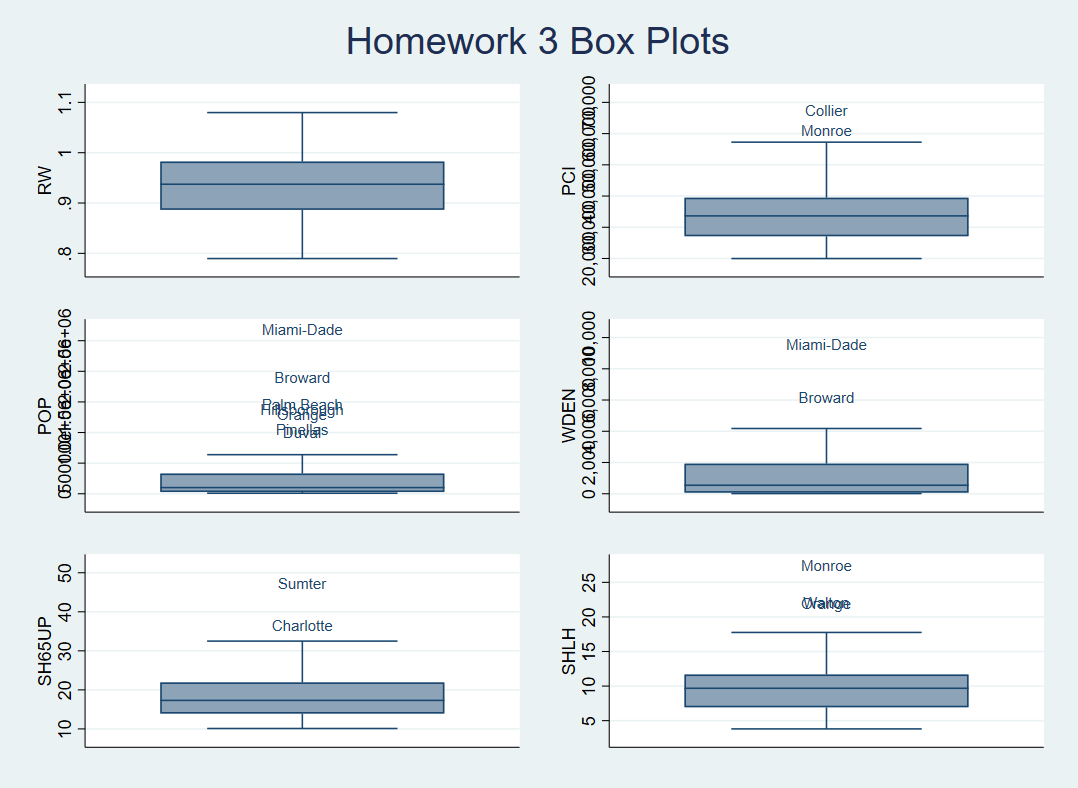 Homework 3 Box Plots
RW
1.1
1
.9
.8
PCI
20,000
Collier
Monroe
POP
0
Miami-Dade
Broward
Palm Beach
Hillsborough
Orange
Pinellas
Duval
WDEN
10,000
2,000
0
Miami-Dade
Broward
SH65UP
50
40
30
20
10
Sumter
Charlotte
SHLH
25
20
15
10
5
Monroe
Walton
Orange